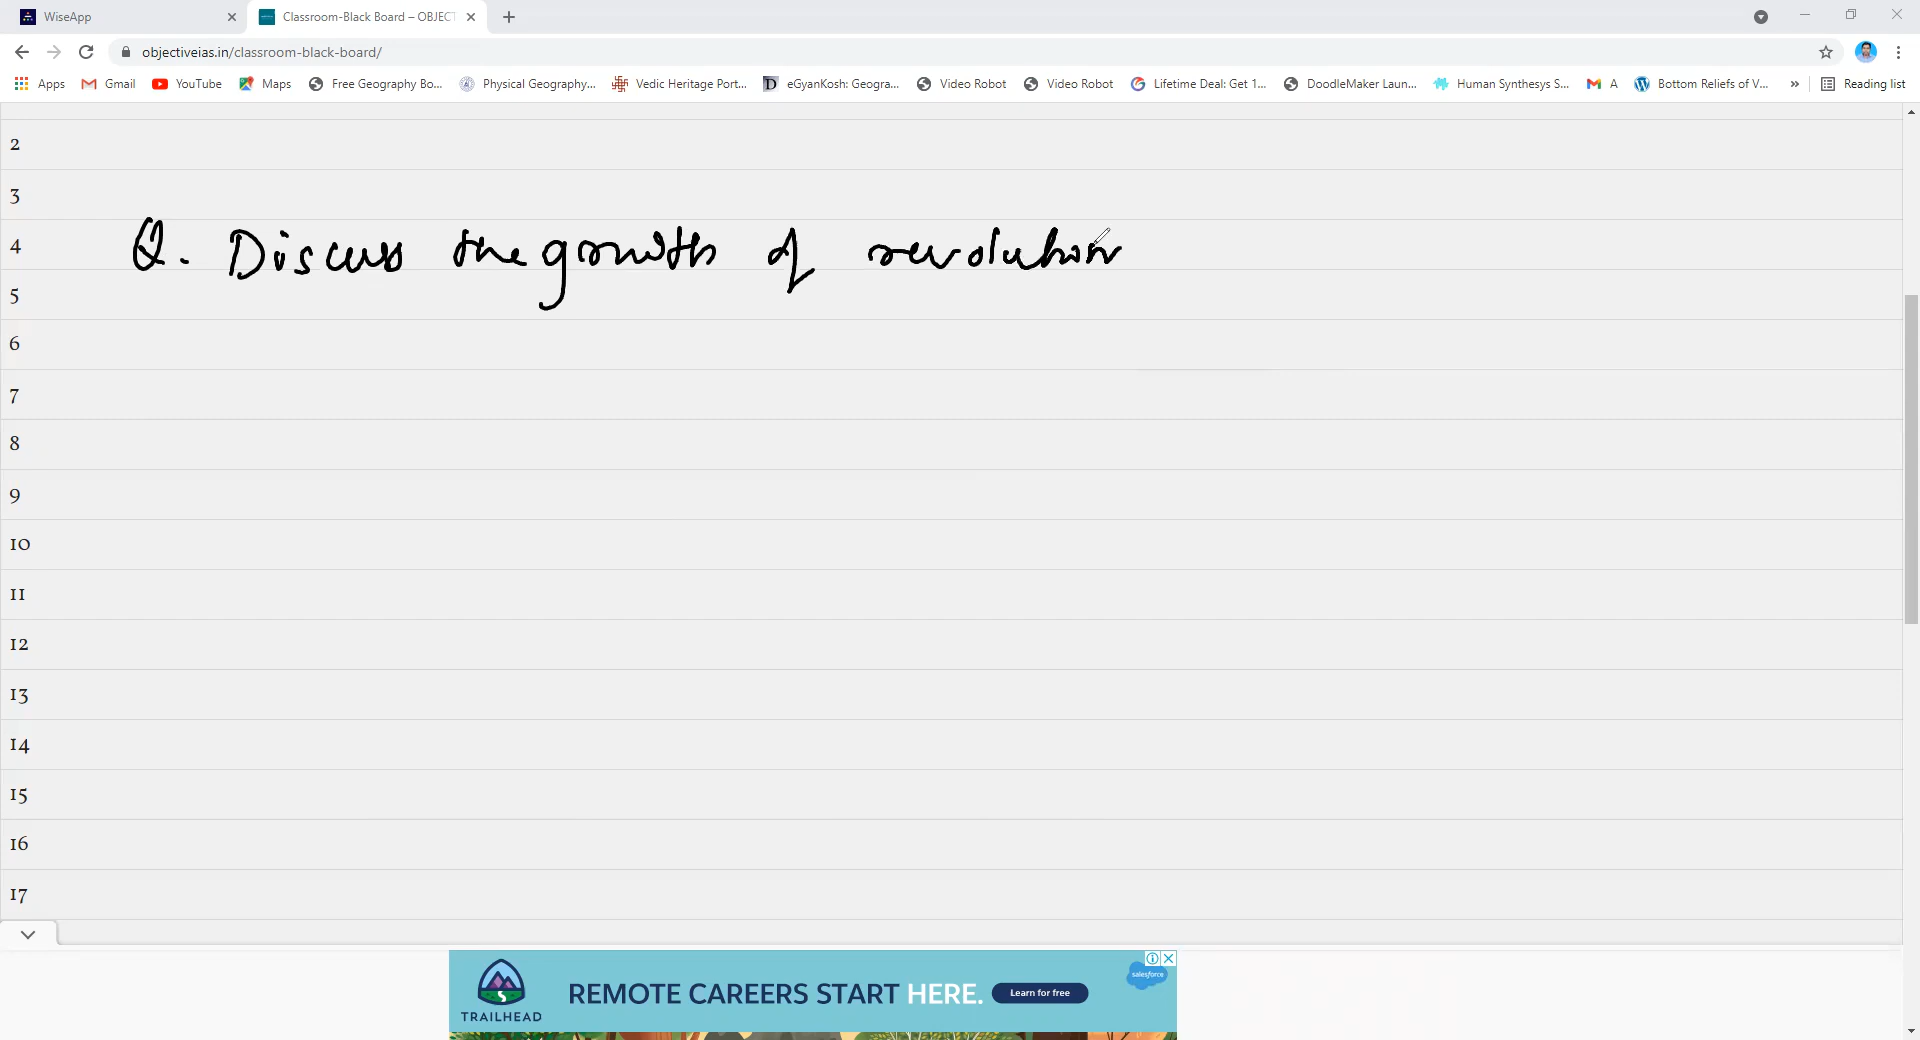 WiseApp
Classroom-Black Board – OBJECT
objectiveias.in/classroom-black-board/
Apps Gmail YouTube Maps Free Geography Bo... Physical Geography,... Vedic Heritage Port... eGyanKosh: Geogra... Video Robot Video Robot Lifetime Deal: Get 1... DoodleMaker Laun... Human Synthesys S... A Bottom Reliefs of V... » Reading list
2
3
4 Q. Discuss the growth of revolution
5
6
7
8
9
10
11
12
13
14
15
16
17
TRAILHEAD REMOTE CAREERS START HERE. Learn for free salesforce